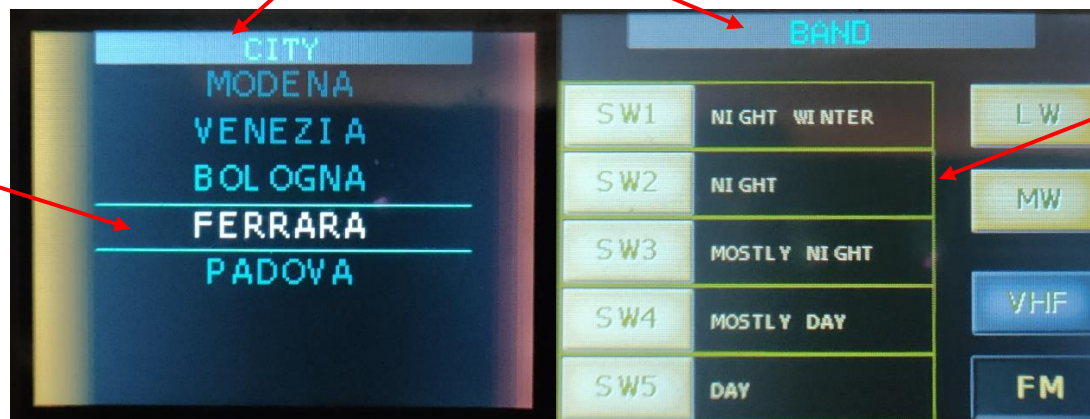 CITY
MODENA
VENEZIA
BOLOGNA
FERRARA
PADOVA
BAND
SW1 NIGHT WINTER
SW2 NIGHT
SW3 MOSTLY NIGHT
SW4 MOSTLY DAY
SW5 DAY
LW
MW
VHF
FM